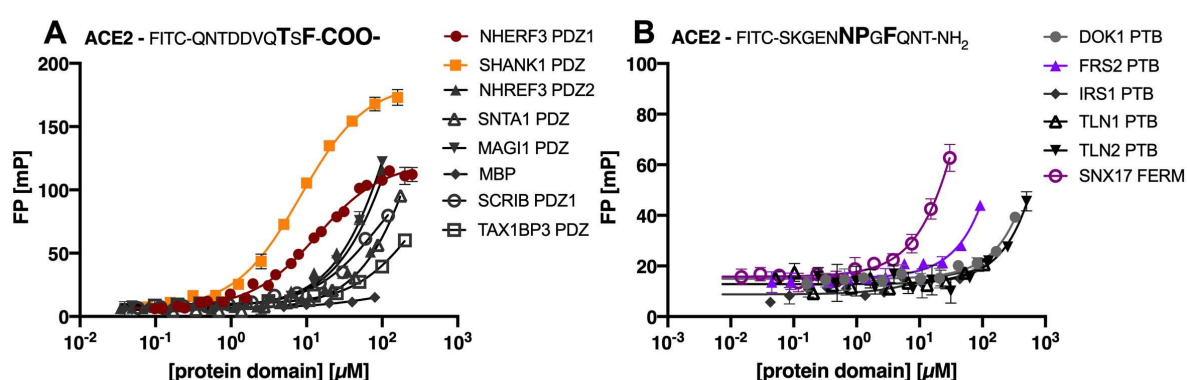 A ACE2 - FITC-QNTDDVQTSF-COO-
NHERF3 PDZ1
SHANK1 PDZ
NHREF3 PDZ2
SNTA1 PDZ
MAGI1 PDZ
MBP
SCRIB PDZ1
TAX1BP3 PDZ
FP [mP]
200
150
100
50
0
10-2 10-1 100 101 102 103
[protein domain] [µM]
B ACE2 - FITC-SKGENNPGFQNT-NH2
DOK1 PTB
FRS2 PTB
IRS1 PTB
TLN1 PTB
TLN2 PTB
SNX17 FERM
FP [mP]
100
80
60
40
20
0
10-3 10-2 10-1 100 101 102 103
[protein domain] [µM]